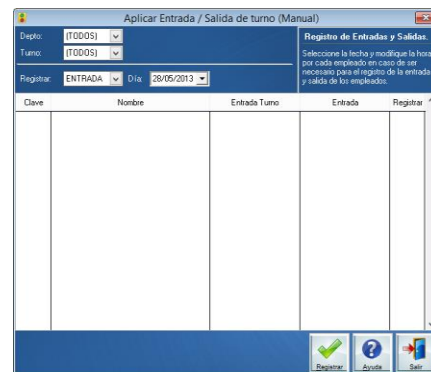 Aplicar Entrada / Salida de turno (Manual)
Depto: (TODOS)
Turno: (TODOS)
Registrar: ENTRADA Día: 28/05/2013
Registro de Entradas y Salidas.
Seleccione la fecha y modifique la hora
por cada empleado en caso de ser
necesario para el registro de la entrada
y salida de los empleados.
Clave Nombre Entrada Turno Entrada Registrar
Registrar Ayuda Salir